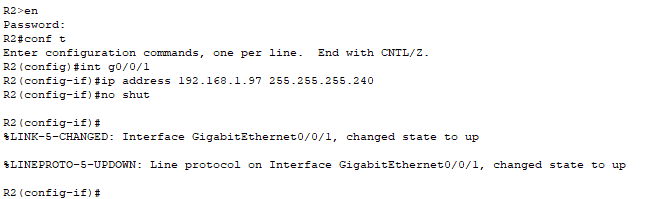 R2>en
Password:
R2#conf t
Enter configuration commands, one per line.  End with CNTL/Z.
R2(config)#int g0/0/1
R2(config-if)#ip address 192.168.1.97 255.255.255.240
R2(config-if)#no shut
R2(config-if)#
%LINK-5-CHANGED: Interface GigabitEthernet0/0/1, changed state to up
%LINEPROTO-5-UPDOWN: Line protocol on Interface GigabitEthernet0/0/1, changed state to up
R2(config-if)#